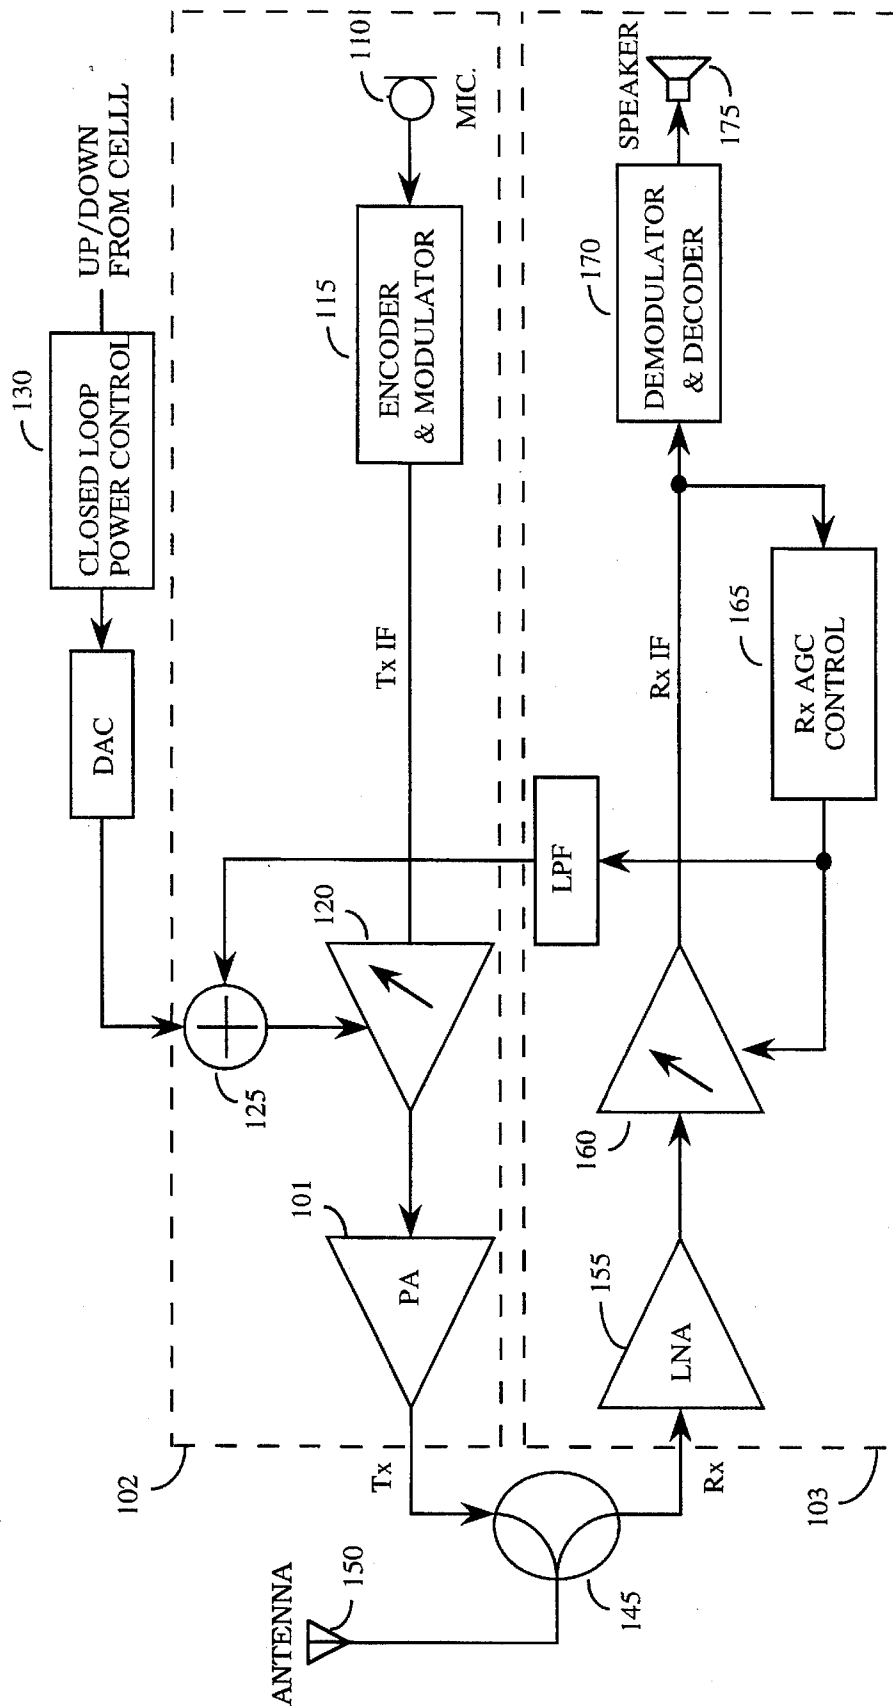 130
CLOSED LOOP
POWER CONTROL
UP/DOWN
FROM CELLL
DAC
102
125
120
Tx IF
115
ENCODER
& MODULATOR
110
MIC.
101
PA
Tx
ANTENNA
150
145
LPF
Rx
155
LNA
160
Rx IF
170
DEMODULATOR
& DECODER
SPEAKER
175
165
Rx AGC
CONTROL
103